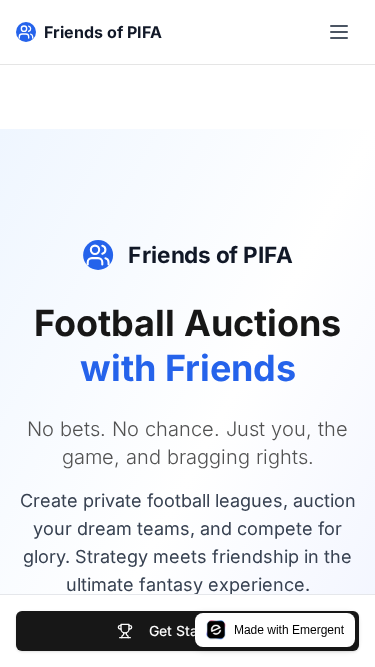 Friends of PIFA
Friends of PIFA
Football Auctions
with Friends
No bets. No chance. Just you, the
game, and bragging rights.
Create private football leagues, auction
your dream teams, and compete for
glory. Strategy meets friendship in the
ultimate fantasy experience.
Get
Made with Emergent